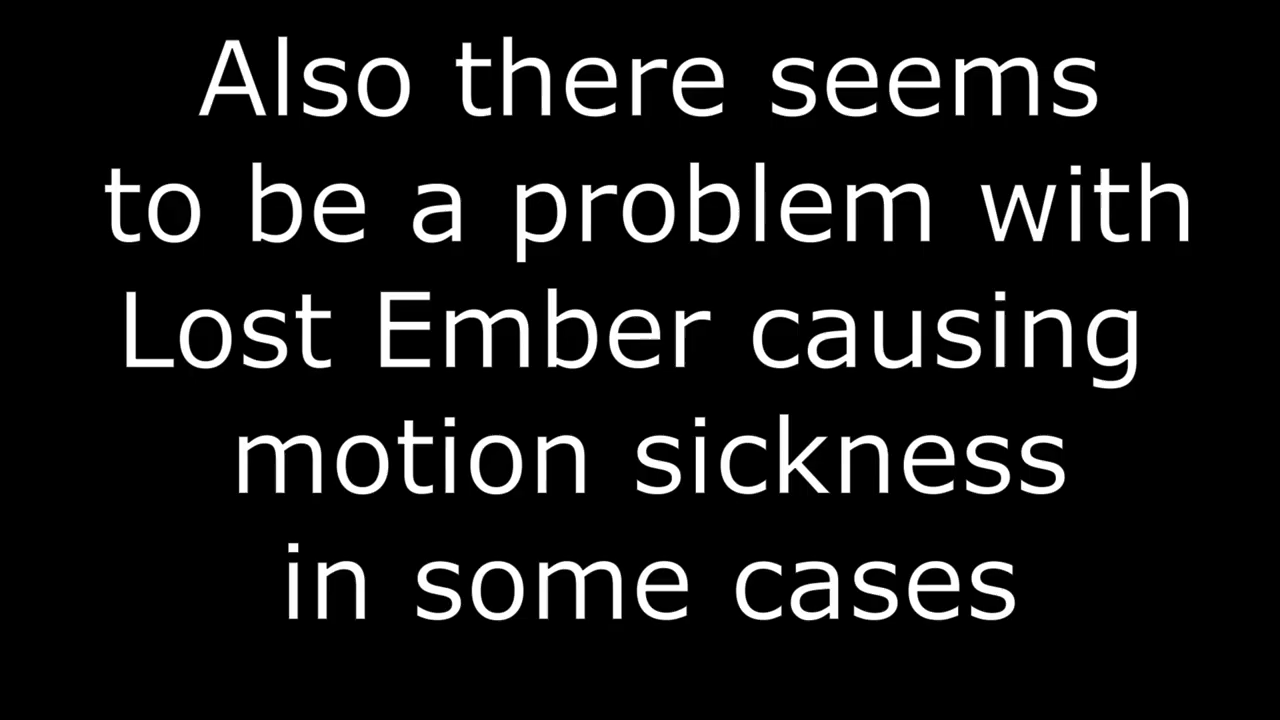 Also there seems
to be a problem with
Lost Ember causing
motion sickness
in some cases